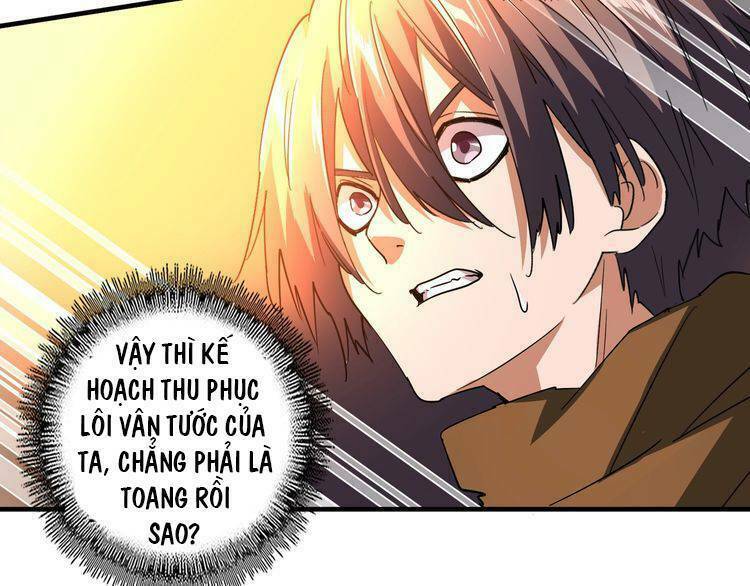 VẬY THÌ KẾ
HOẠCH THU PHỤC
LÔI VÂN TƯỚC CỦA
TA, CHẲNG PHẢI LÀ
TOANG RỒI
SAO?